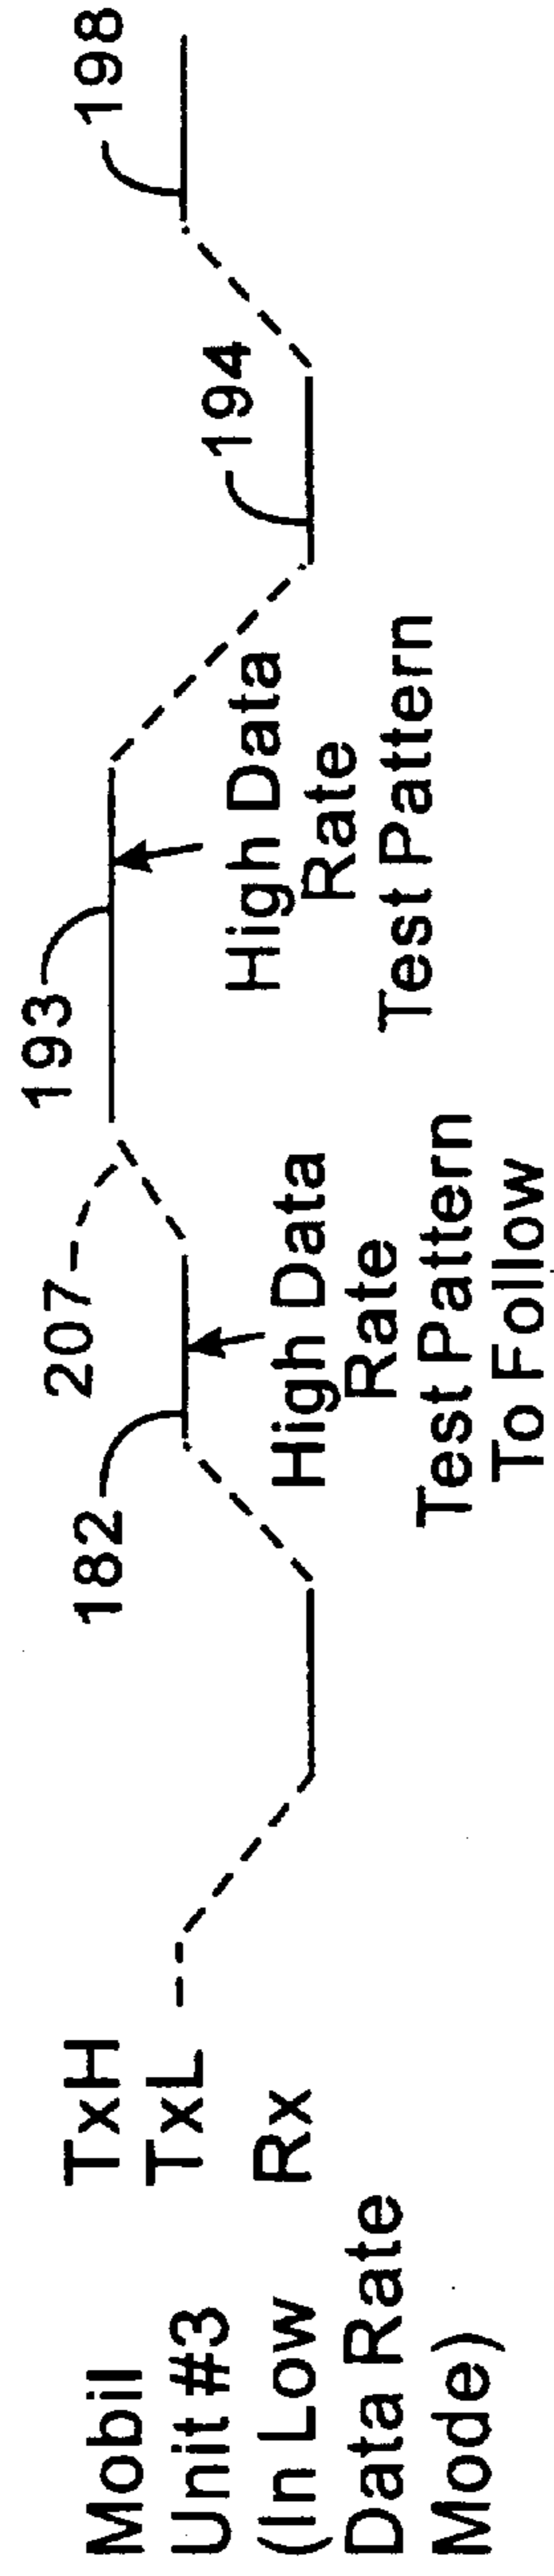 Mobil
Unit #3
(In Low
Data Rate
Mode)
TxH
TxL
Rx
182
High Data
Rate
Test Pattern
To Follow
207
193
High Data
Rate
Test Pattern
194
198